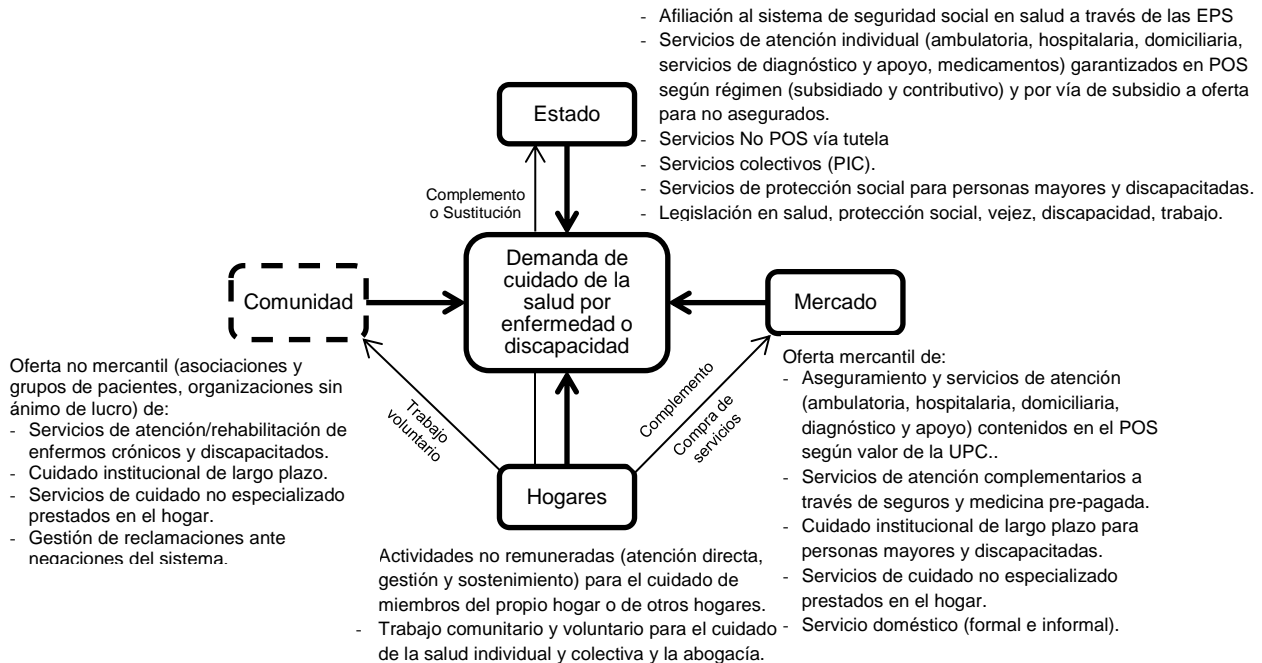 - Afiliación al sistema de seguridad social en salud a través de las EPS
- Servicios de atención individual (ambulatoria, hospitalaria, domiciliaria,
servicios de diagnóstico y apoyo, medicamentos) garantizados en POS
según régimen (subsidiado y contributivo) y por vía de subsidio a oferta
para no asegurados.
- Servicios No POS vía tutela
- Servicios colectivos (PIC).
- Servicios de protección social para personas mayores y discapacitadas.
- Legislación en salud, protección social, vejez, discapacidad, trabajo.
Estado
Complemento
o Sustitución
Comunidad
Demanda de
cuidado de la
salud por
enfermedad o
discapacidad
Mercado
Oferta no mercantil (asociaciones y
grupos de pacientes, organizaciones sin
ánimo de lucro) de:
- Servicios de atención/rehabilitación de
enfermos crónicos y discapacitados.
- Cuidado institucional de largo plazo.
- Servicios de cuidado no especializado
prestados en el hogar.
- Gestión de reclamaciones ante
negaciones del sistema.
Trabajo
voluntario
Complemento
Compra de
servicios
Hogares
Actividades no remuneradas (atención directa,
gestión y sostenimiento) para el cuidado de
miembros del propio hogar o de otros hogares.
- Trabajo comunitario y voluntario para el cuidado
de la salud individual y colectiva y la abogacía.
Oferta mercantil de:
- Aseguramiento y servicios de atención
(ambulatoria, hospitalaria, domiciliaria,
diagnóstico y apoyo) contenidos en el POS
según valor de la UPC..
- Servicios de atención complementarios a
través de seguros y medicina pre-pagada.
- Cuidado institucional de largo plazo para
personas mayores y discapacitadas.
- Servicios de cuidado no especializado
prestados en el hogar.
- Servicio doméstico (formal e informal).